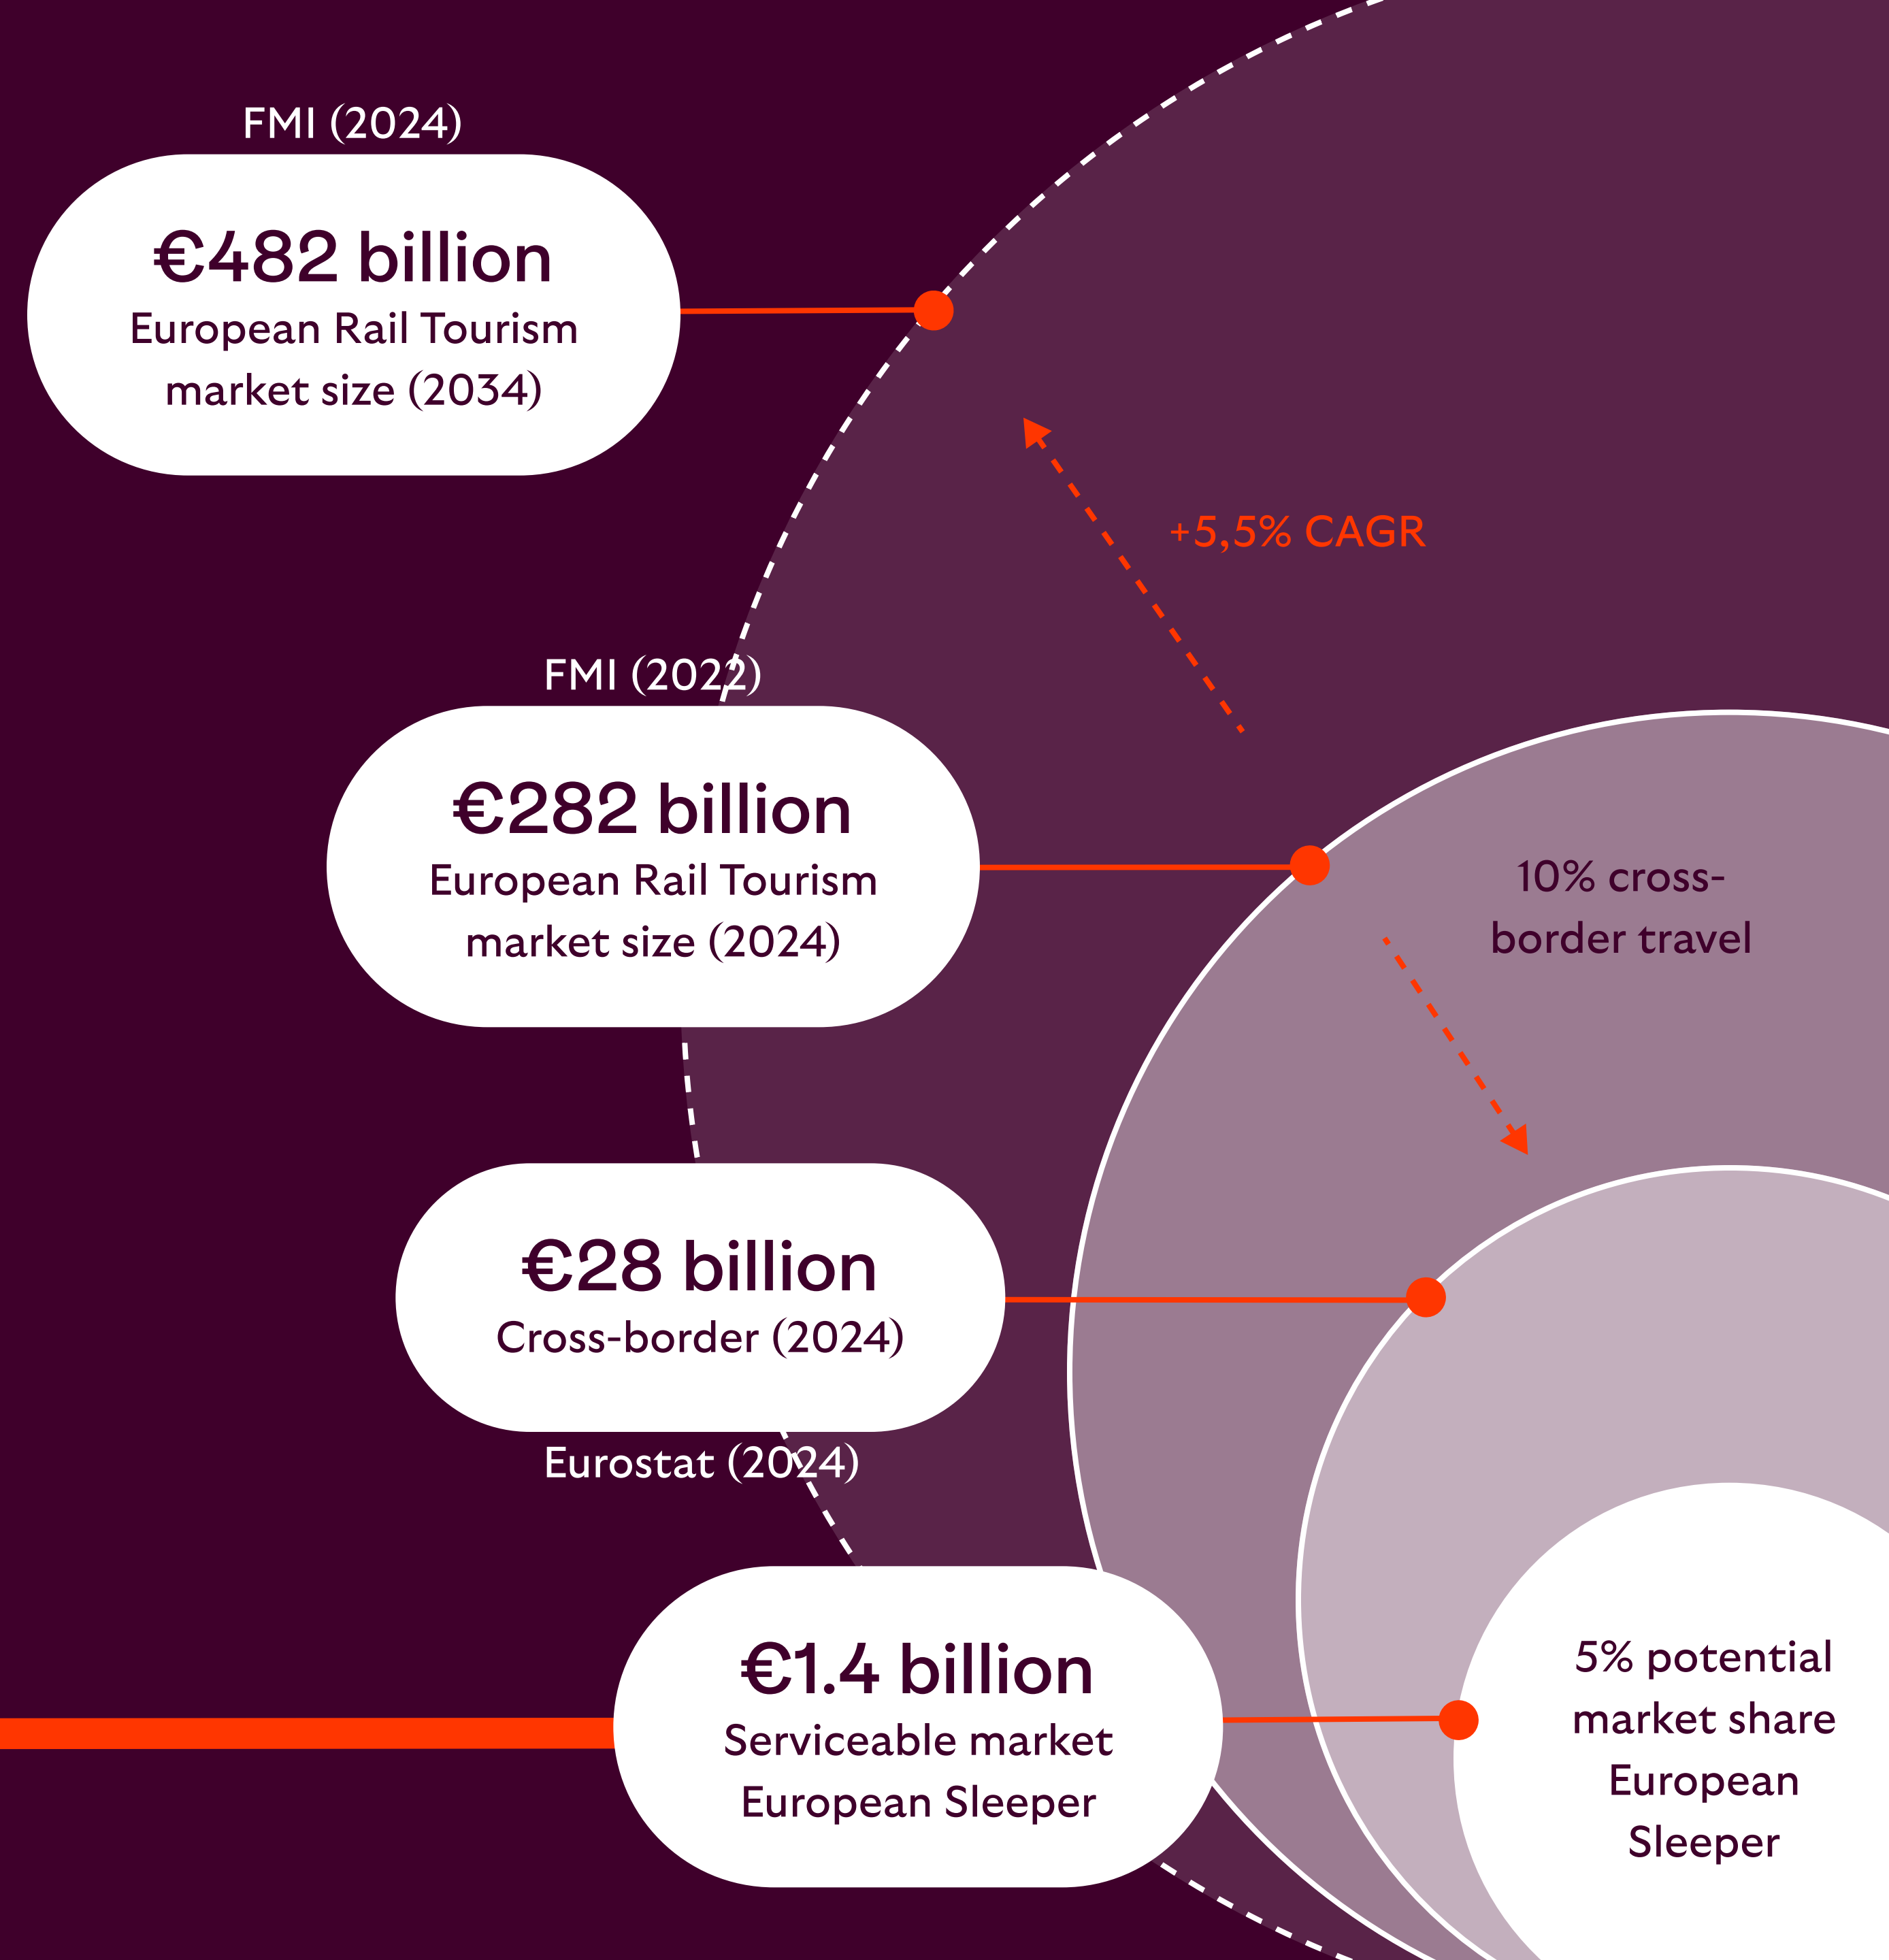 FMI (2024)
€482 billion
European Rail Tourism
market size (2034)
+5,5% CAGR
FMI (2022)
€282 billion
European Rail Tourism
market size (2024)
10% cross-
border travel
€28 billion
Cross-border (2024)
Eurostat (2024)
€1.4 billion
Serviceable market
European Sleeper
5% potential
market share
European
Sleeper